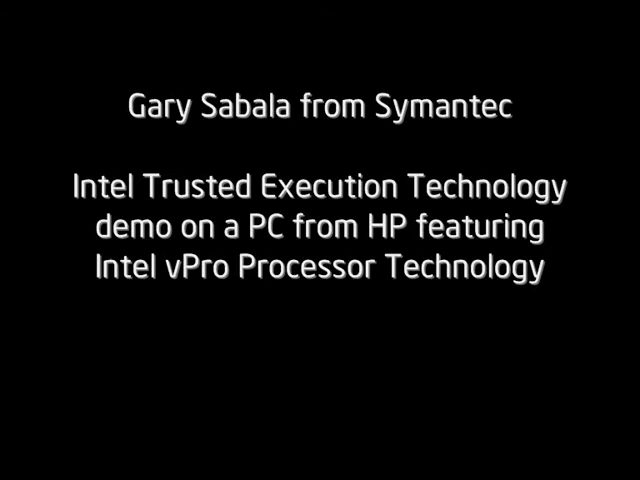 Gary Sabala from Symantec
Intel Trusted Execution Technology
demo on a PC from HP featuring
Intel vPro Processor Technology